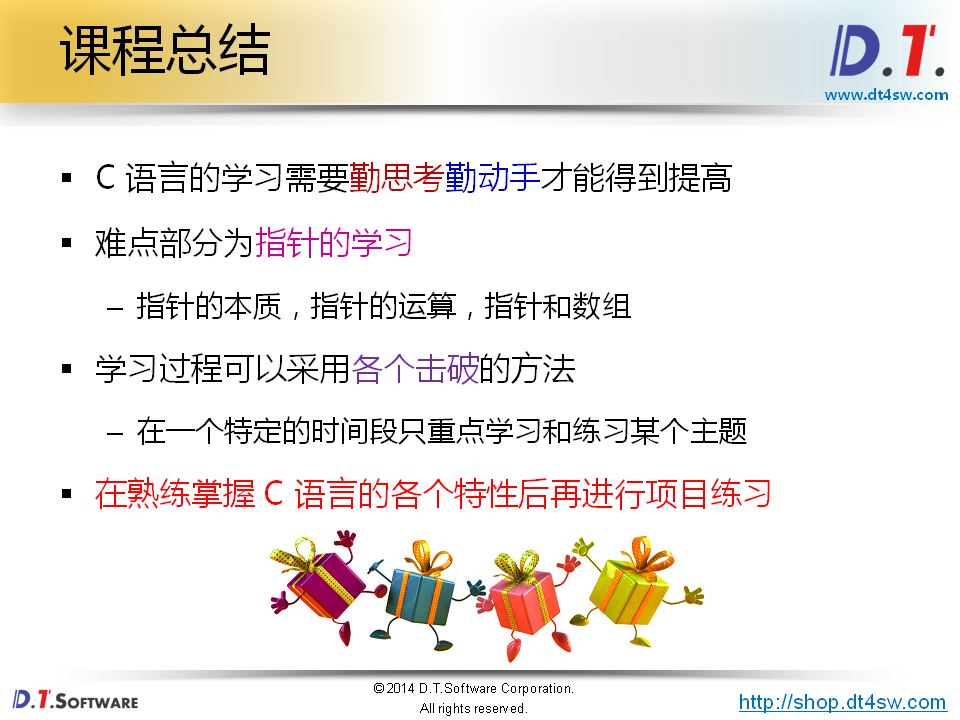 课程总结
D.T.
www.dt4sw.com
▪ C 语言的学习需要勤思考勤动手才能得到提高
▪ 难点部分为指针的学习
– 指针的本质，指针的运算，指针和数组
▪ 学习过程可以采用各个击破的方法
– 在一个特定的时间段只重点学习和练习某个主题
▪ 在熟练掌握 C 语言的各个特性后再进行项目练习
D.T.SOFTWARE
©2014 D.T.Software Corporation.
All rights reserved.
http://shop.dt4sw.com